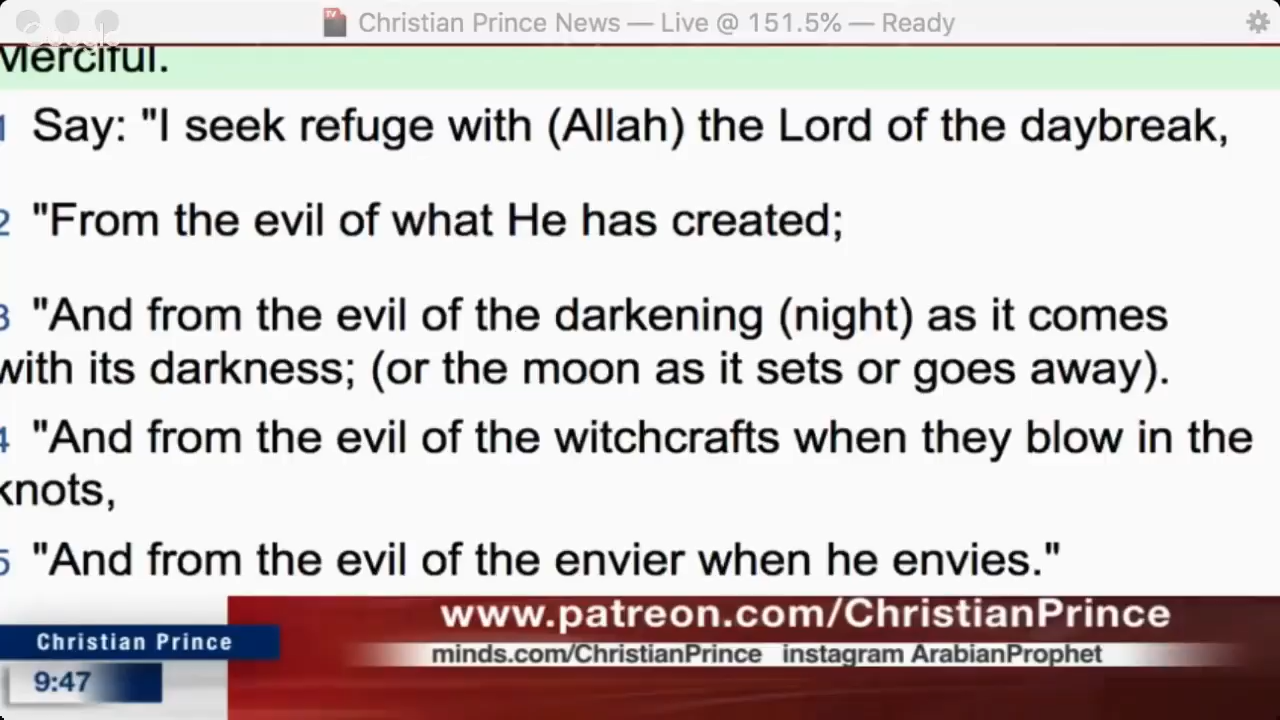 Christian Prince News — Live @ 151.5% — Ready
Merciful.
1 Say: "I seek refuge with (Allah) the Lord of the daybreak,
2 "From the evil of what He has created;
3 "And from the evil of the darkening (night) as it comes
with its darkness; (or the moon as it sets or goes away).
4 "And from the evil of the witchcrafts when they blow in the
knots,
5 "And from the evil of the envier when he envies."
www.patreon.com/ChristianPrince
Christian Prince
minds.com/ChristianPrince instagram ArabianProphet
9:47